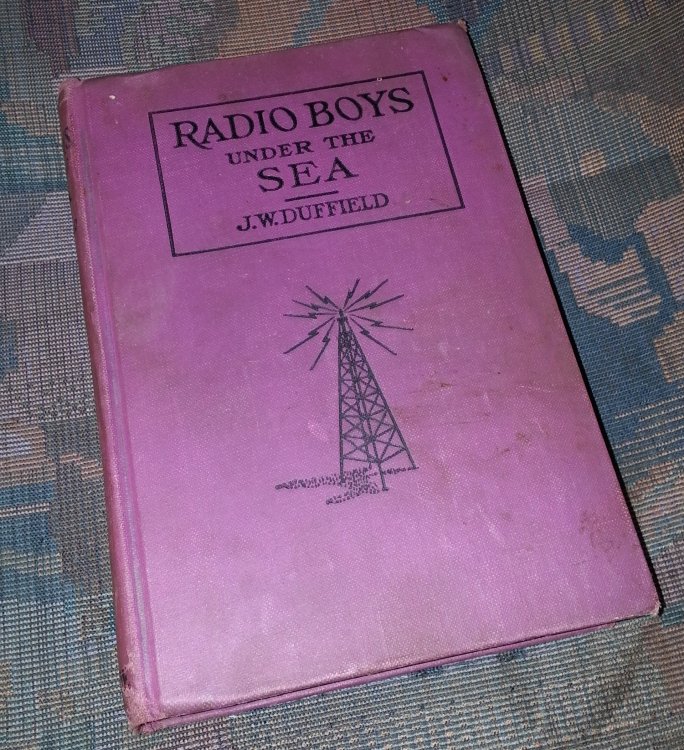 RADIO BOYS
UNDER THE
SEA
J.W.DUFFIELD